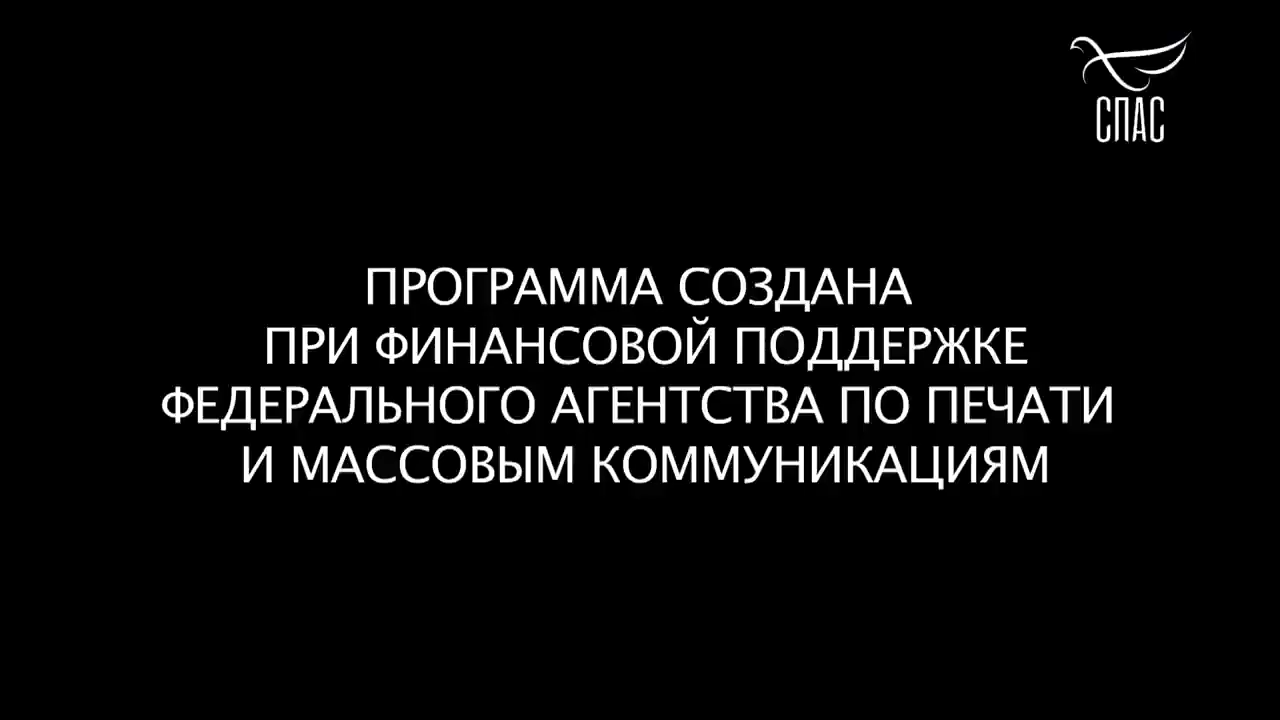 СПАС
ПРОГРАММА СОЗДАНА
ПРИ ФИНАНСОВОЙ ПОДДЕРЖКЕ
ФЕДЕРАЛЬНОГО АГЕНТСТВА ПО ПЕЧАТИ
И МАССОВЫМ КОММУНИКАЦИЯМ